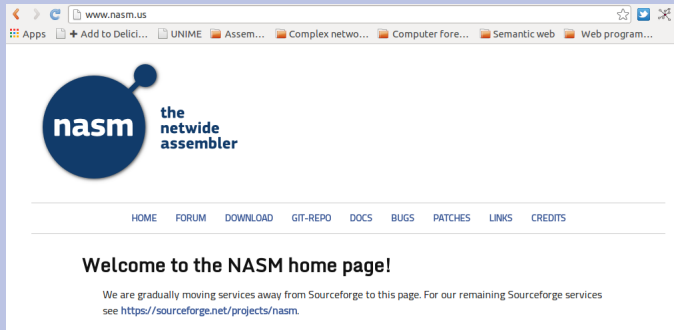 www.nasm.us
Apps + Add to Delici... UNIME Assem... Complex netwo... Computer fore... Semantic web Web program...
nasm
the
netwide
assembler
HOME FORUM DOWNLOAD GIT-REPO DOCS BUGS PATCHES LINKS CREDITS
Welcome to the NASM home page!
We are gradually moving services away from Sourceforge to this page. For our remaining Sourceforge services
see https://sourceforge.net/projects/nasm.